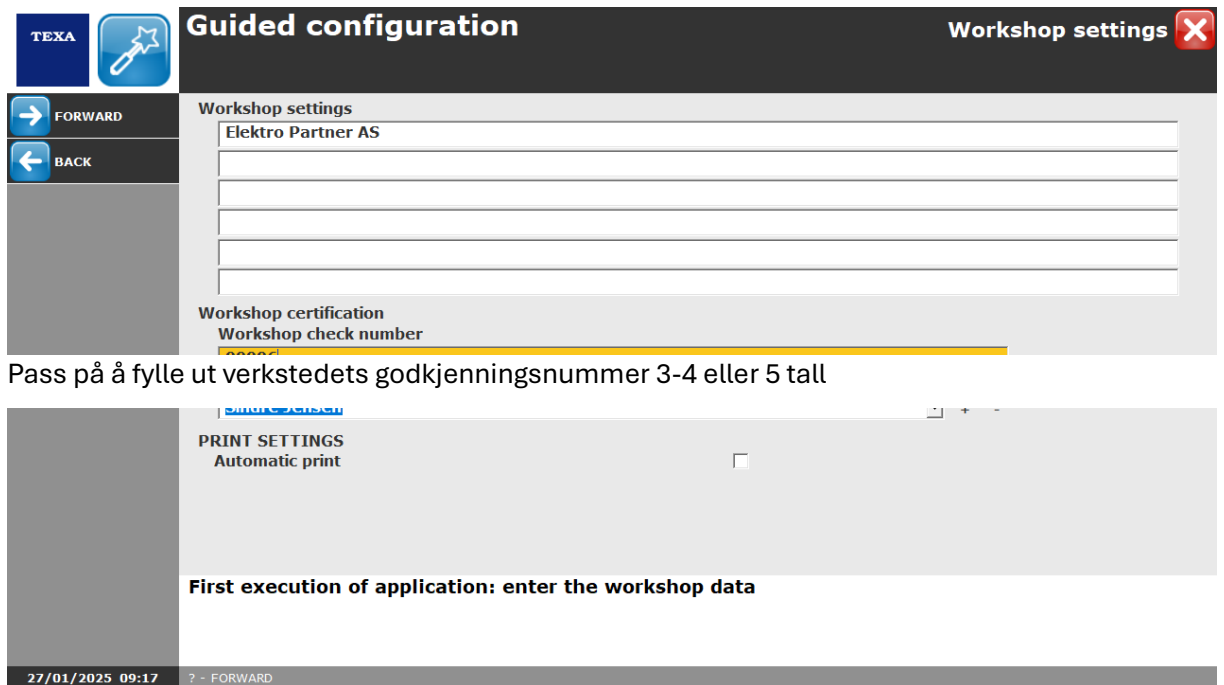 TEXA
Guided configuration
Workshop settings
FORWARD
BACK
Workshop settings
Elektro Partner AS
Workshop certification
Workshop check number
Pass på å fylle ut verkstedets godkjenningsnummer 3-4 eller 5 tall
+ -
PRINT SETTINGS
Automatic print
First execution of application: enter the workshop data
27/01/2025 09:17
? - FORWARD